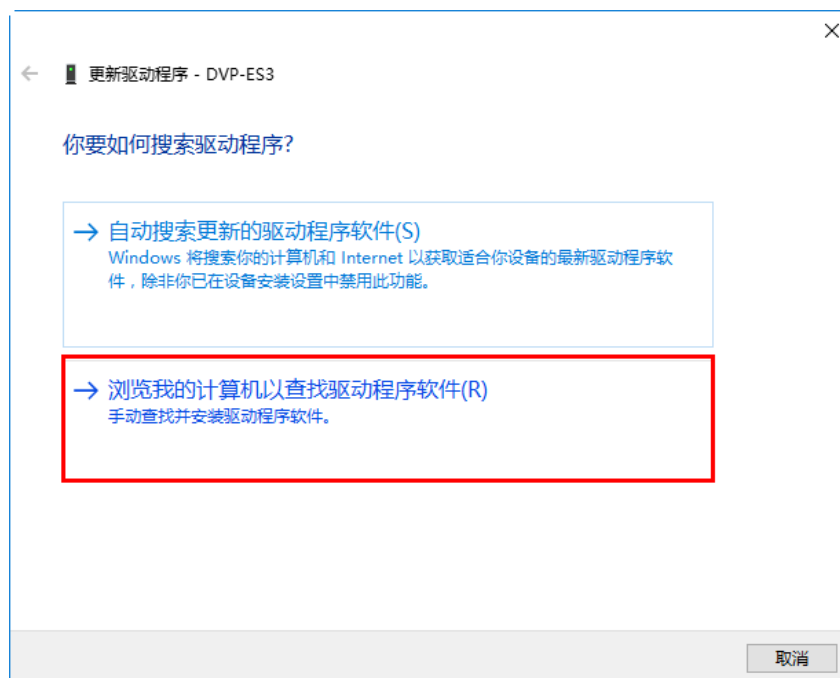 更新驱动程序 - DVP-ES3
你要如何搜索驱动程序?
自动搜索更新的驱动程序软件(S)
Windows 将搜索你的计算机和 Internet 以获取适合你设备的最新驱动程序软
件，除非你已在设备安装设置中禁用此功能。
浏览我的计算机以查找驱动程序软件(R)
手动查找并安装驱动程序软件。
取消